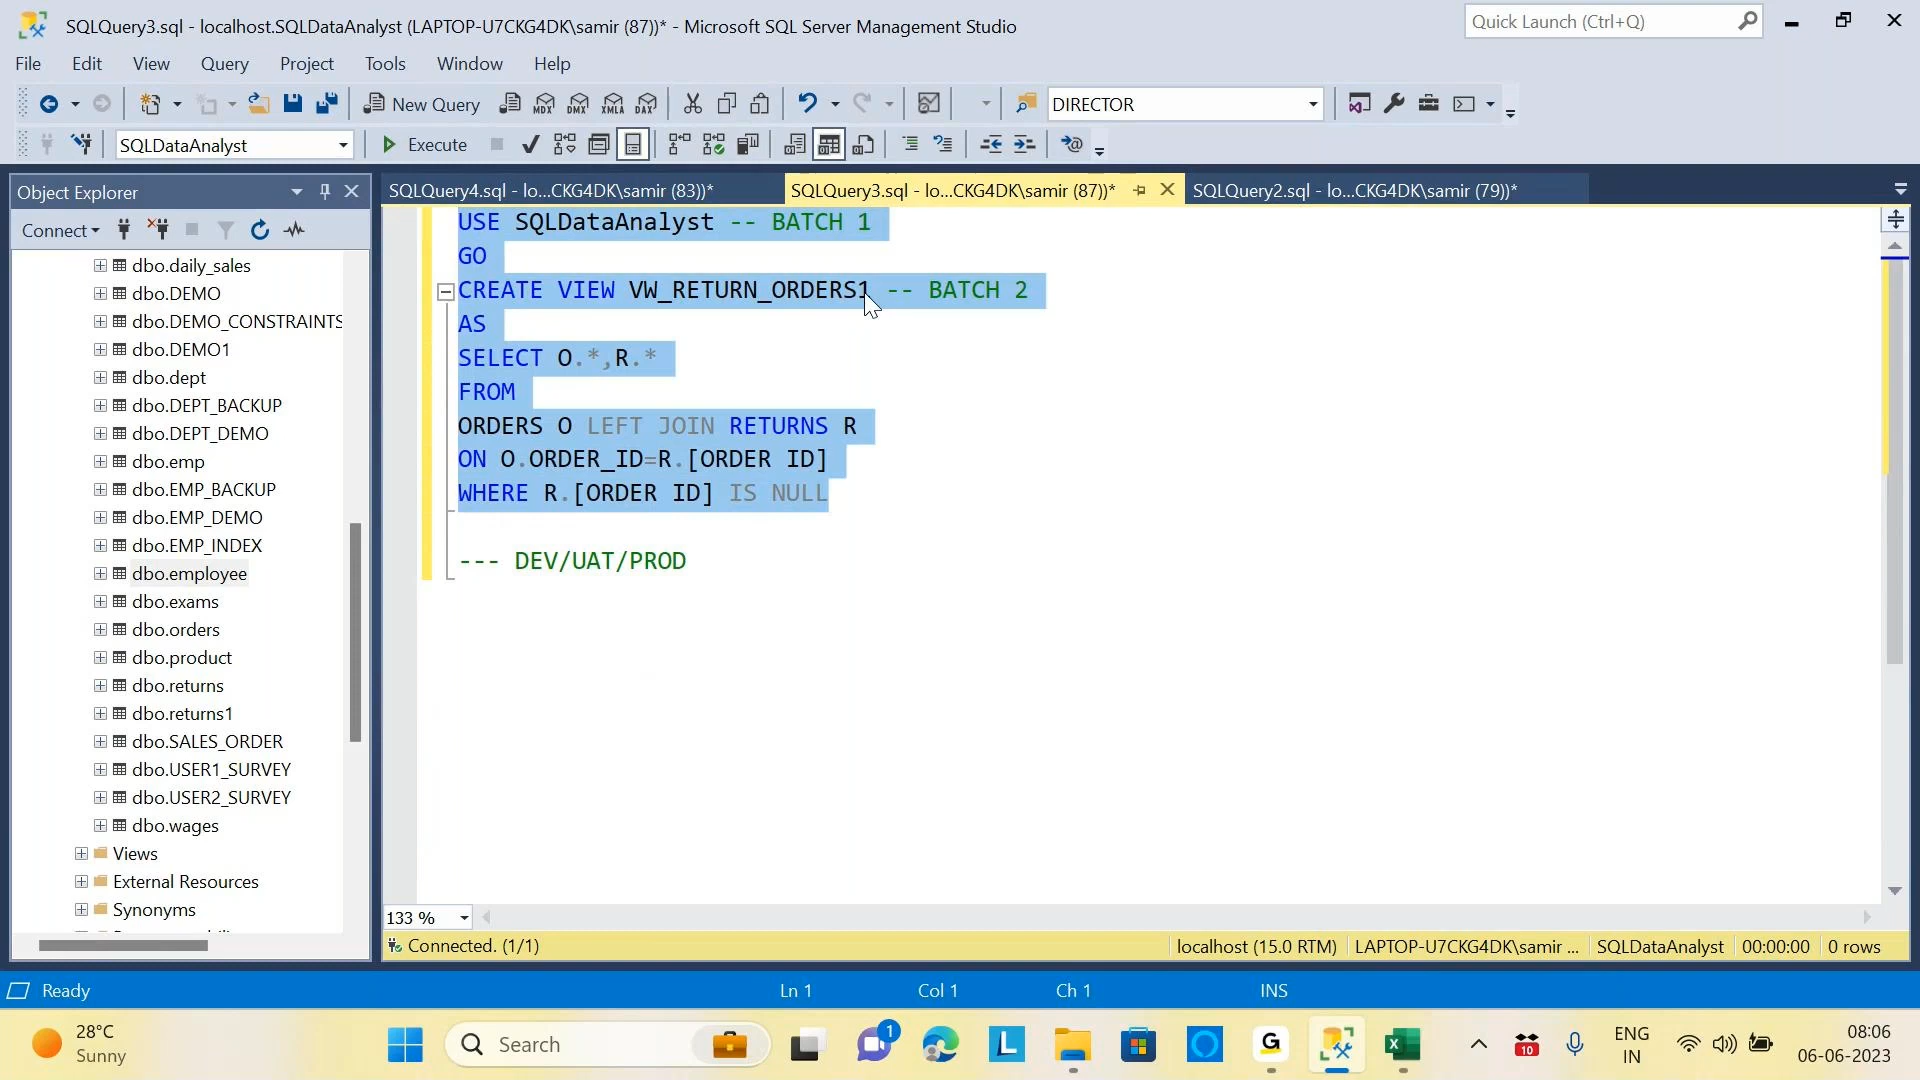 SQLQuery3.sql - localhost.SQLDataAnalyst (LAPTOP-U7CKG4DK\samir (87))* - Microsoft SQL Server Management Studio
Quick Launch (Ctrl+Q)
File Edit View Query Project Tools Window Help
New Query
MDX DMX XMLA DAX
DIRECTOR
SQLDataAnalyst
Execute
Object Explorer
SQLQuery4.sql - lo...CKG4DK\samir (83))*
SQLQuery3.sql - lo...CKG4DK\samir (87))*
SQLQuery2.sql - lo...CKG4DK\samir (79))*
Connect
dbo.daily_sales
dbo.DEMO
dbo.DEMO_CONSTRAINTS
dbo.DEMO1
dbo.dept
dbo.DEPT_BACKUP
dbo.DEPT_DEMO
dbo.emp
dbo.EMP_BACKUP
dbo.EMP_DEMO
dbo.EMP_INDEX
dbo.employee
dbo.exams
dbo.orders
dbo.product
dbo.returns
dbo.returns1
dbo.SALES_ORDER
dbo.USER1_SURVEY
dbo.USER2_SURVEY
dbo.wages
Views
External Resources
Synonyms
USE SQLDataAnalyst -- BATCH 1
GO
CREATE VIEW VW_RETURN_ORDERS1 -- BATCH 2
AS
SELECT O.*,R.*
FROM
ORDERS O LEFT JOIN RETURNS R
ON O.ORDER_ID=R.[ORDER ID]
WHERE R.[ORDER ID] IS NULL
--- DEV/UAT/PROD
133 %
Connected. (1/1)
localhost (15.0 RTM)
LAPTOP-U7CKG4DK\samir ...
SQLDataAnalyst
00:00:00
0 rows
Ready
Ln 1
Col 1
Ch 1
INS
28°C
Sunny
Search
1
L
G
10
ENG
IN
08:06
06-06-2023